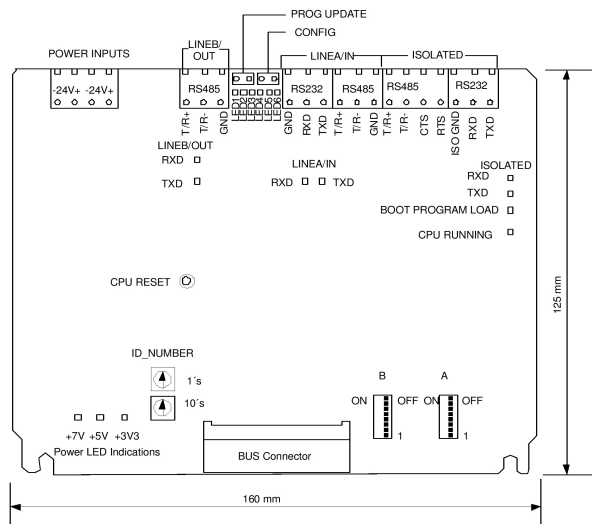 PROG UPDATE
CONFIG
POWER INPUTS
LINEB/
OUT
LINEA/IN
ISOLATED
-24V+ -24V+
RS485
RS232
RS485
RS485
RS232
LED1
LED2
LED3
LED4
LED5
LED6
T/R+
T/R-
GND
GND
RXD
TXD
T/R+
T/R-
GND
T/R+
T/R-
CTS
RTS
ISO GND
RXD
TXD
LINEB/OUT
RXD
TXD
LINEA/IN
RXD
TXD
ISOLATED
RXD
TXD
BOOT PROGRAM LOAD
CPU RUNNING
CPU RESET
125 mm
ID_NUMBER
1´s
10´s
B
A
ON OFF
ON OFF
1
1
+7V +5V +3V3
Power LED Indications
BUS Connector
160 mm